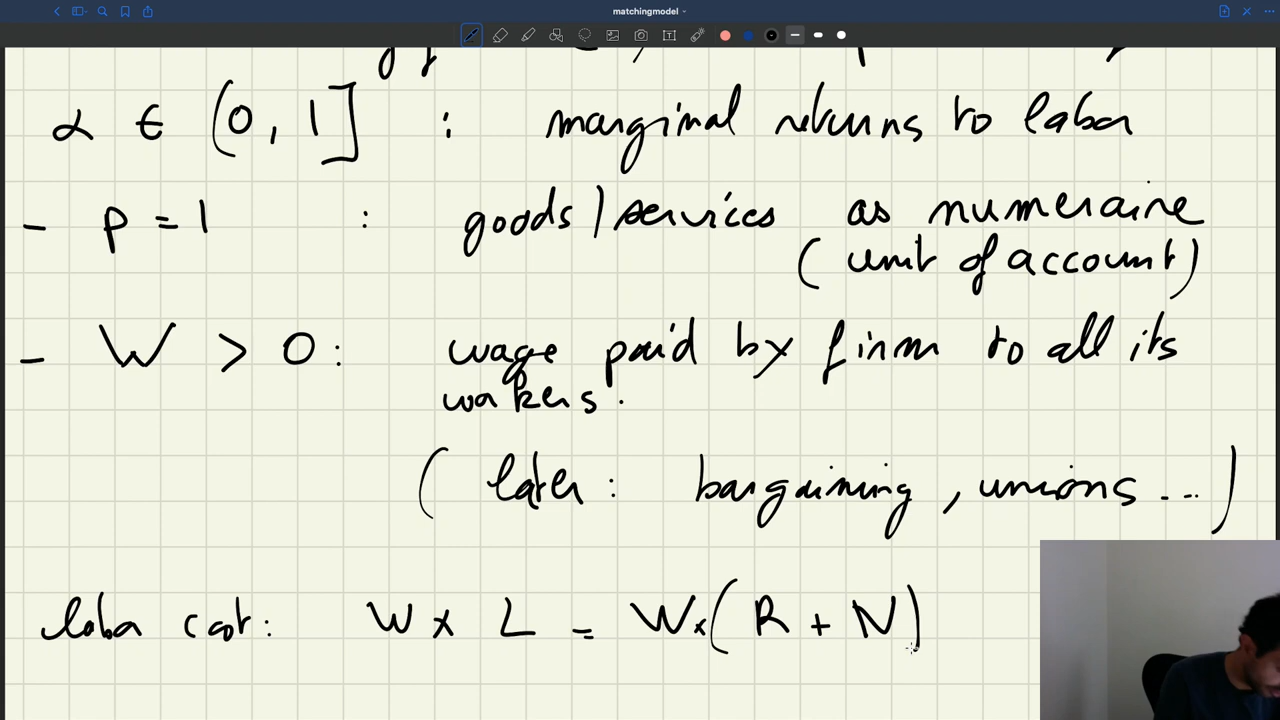 matchingmodel
α ∈ (0, 1] : marginal returns to labor
- p = 1 : goods/services as numeraire
(unit of account)
- W > 0: wage paid by firm to all its
workers.
(later: bargaining, unions...)
labor cost: W x L = W x (R + N)